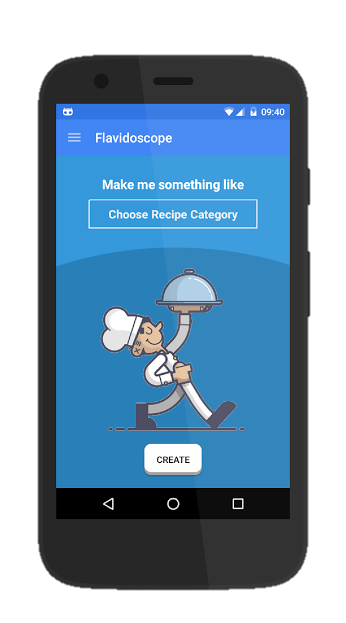 09:40
Flavidoscope
Make me something like
Choose Recipe Category
CREATE